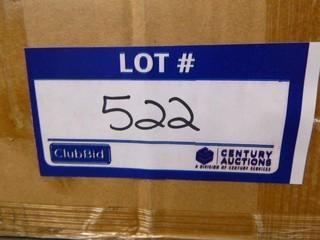 LOT #
522
ClubBid
CENTURY
AUCTIONS
A DIVISION OF CENTURY SERVICES